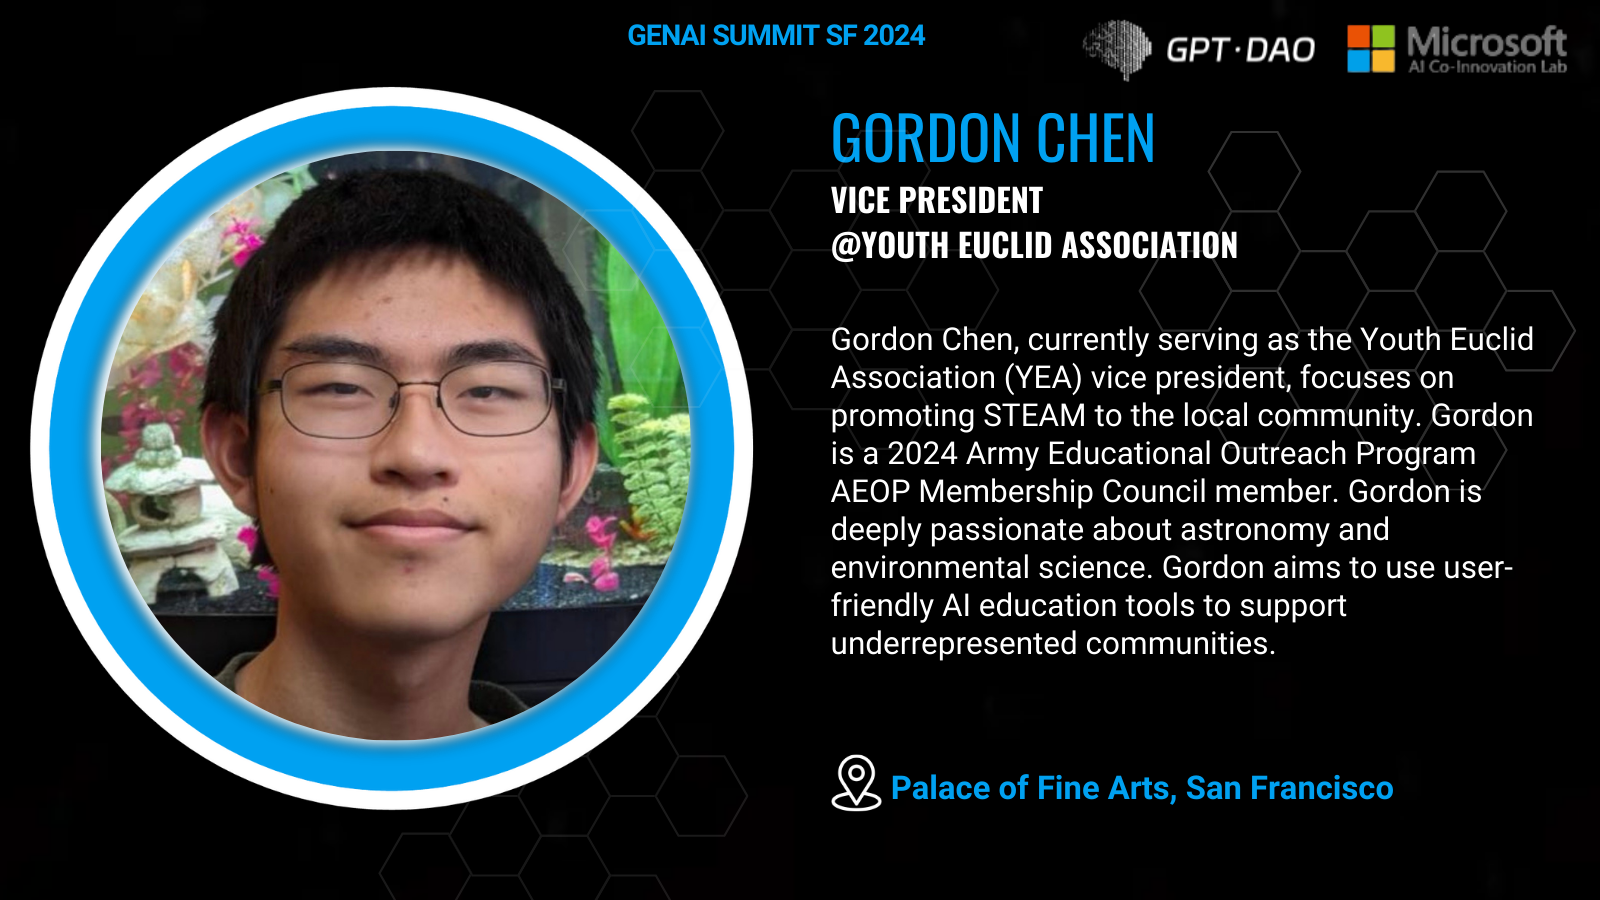 GENAI SUMMIT SF 2024
GPT·DAO
Microsoft
AI Co-Innovation Lab
GORDON CHEN
VICE PRESIDENT
@YOUTH EUCLID ASSOCIATION
Gordon Chen, currently serving as the Youth Euclid
Association (YEA) vice president, focuses on
promoting STEAM to the local community. Gordon
is a 2024 Army Educational Outreach Program
AEOP Membership Council member. Gordon is
deeply passionate about astronomy and
environmental science. Gordon aims to use user-
friendly AI education tools to support
underrepresented communities.
Palace of Fine Arts, San Francisco